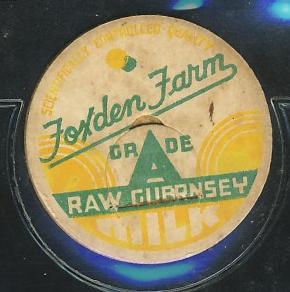 SCIENTIFICALLY CONTROLLED QUALITY
Foxden Farm
GRADE
A
RAW GUERNSEY
MILK